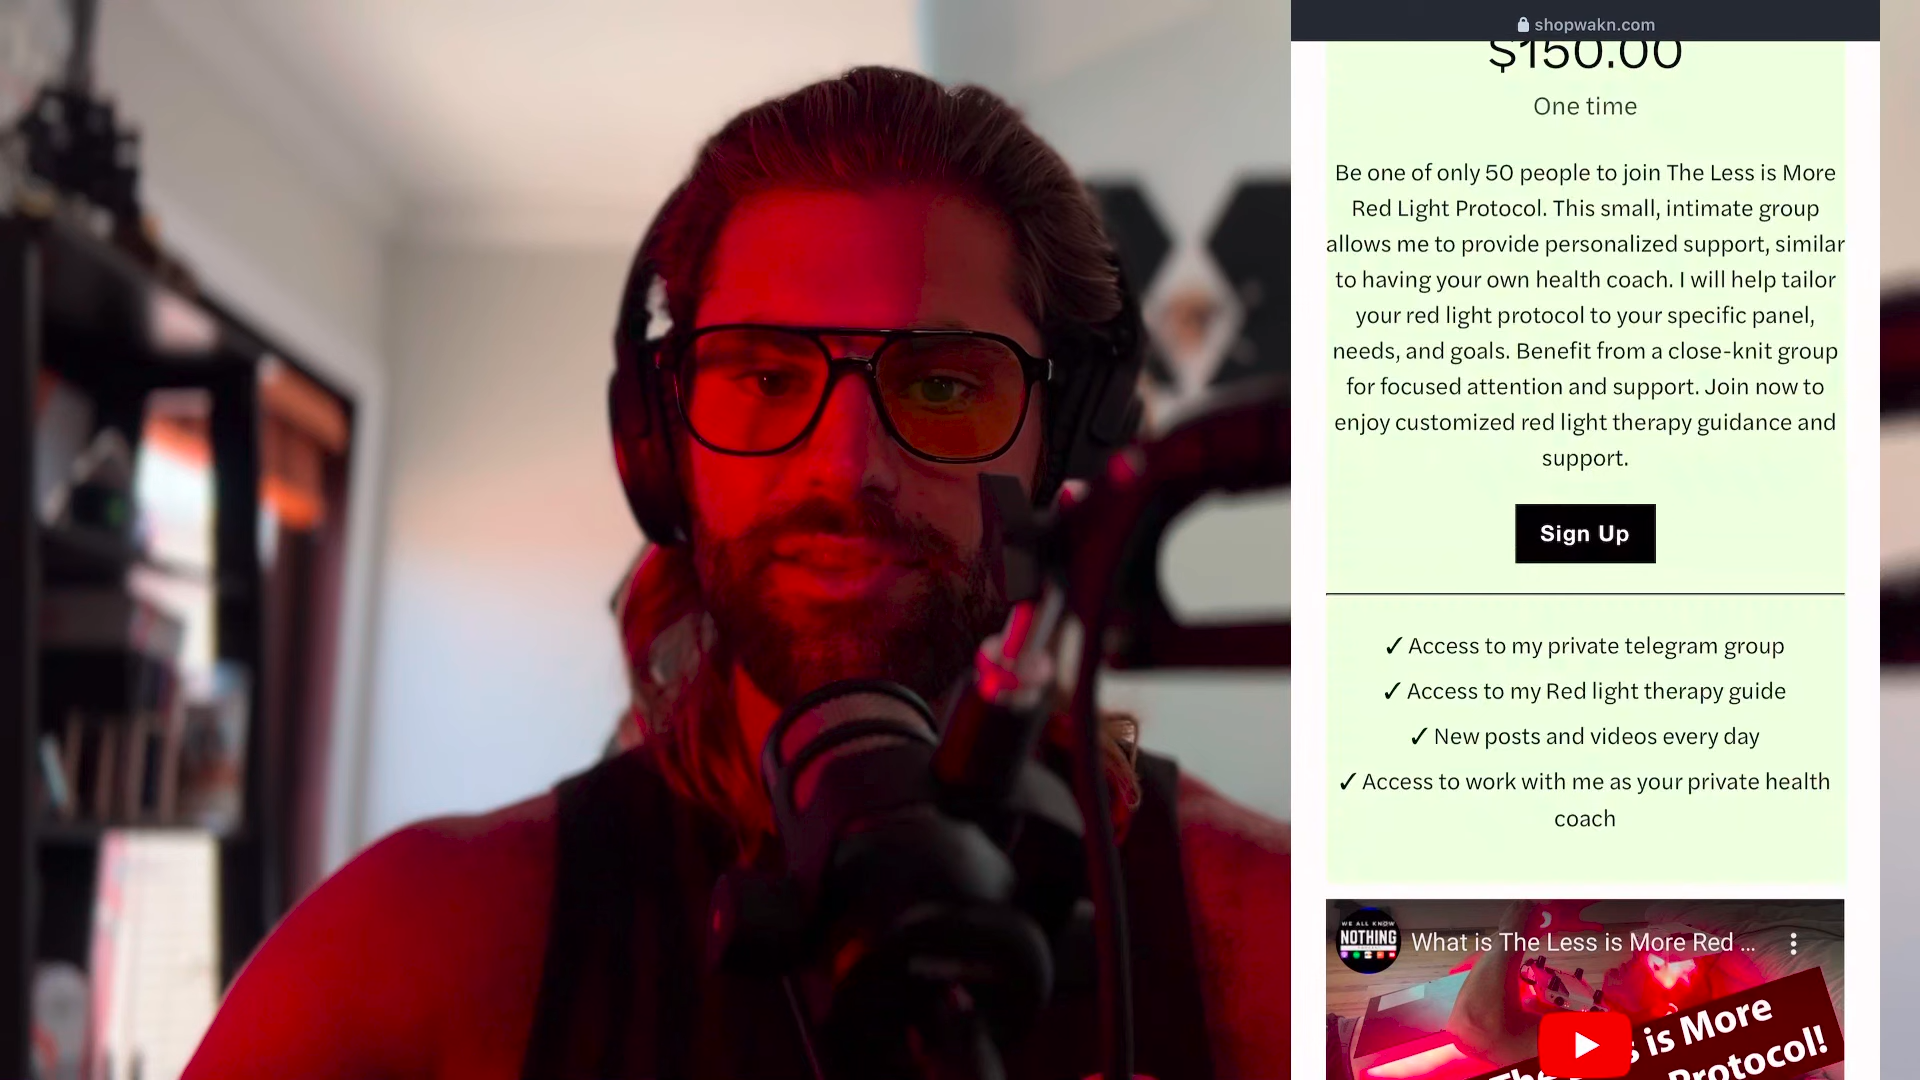 shopwakn.com
$150.00
One time
Be one of only 50 people to join The Less is More
Red Light Protocol. This small, intimate group
allows me to provide personalized support, similar
to having your own health coach. I will help tailor
your red light protocol to your specific panel,
needs, and goals. Benefit from a close-knit group
for focused attention and support. Join now to
enjoy customized red light therapy guidance and
support.
Sign Up
✓ Access to my private telegram group
✓ Access to my Red light therapy guide
✓ New posts and videos every day
✓ Access to work with me as your private health
coach
WE ALL KNOW
NOTHING
What is The Less is More Red ...
The
is More
Protocol!